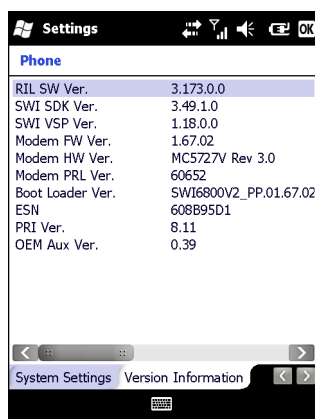 Settings
OK
Phone
RIL SW Ver. 3.173.0.0
SWI SDK Ver. 3.49.1.0
SWI VSP Ver. 1.18.0.0
Modem FW Ver. 1.67.02
Modem HW Ver. MC5727V Rev 3.0
Modem PRL Ver. 60652
Boot Loader Ver. SWI6800V2_PP.01.67.02
ESN 608B95D1
PRI Ver. 8.11
OEM Aux Ver. 0.39
System Settings Version Information